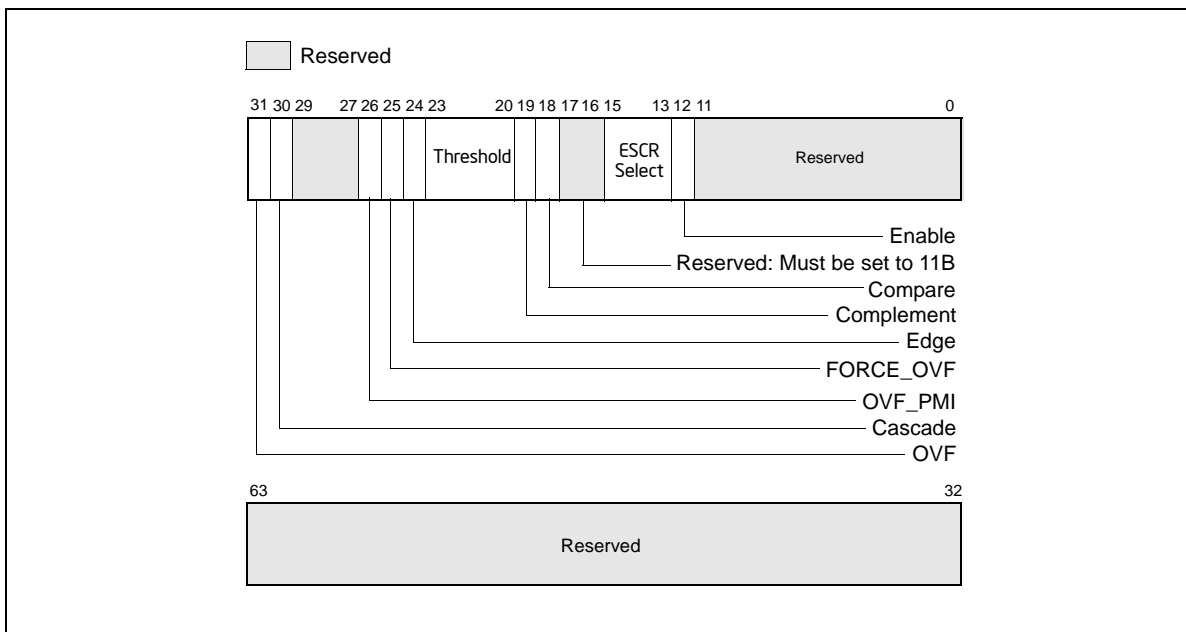 Reserved
31 30 29 27 26 25 24 23 20 19 18 17 16 15 13 12 11 0
Threshold
ESCR
Select
Reserved
Enable
Reserved: Must be set to 11B
Compare
Complement
Edge
FORCE_OVF
OVF_PMI
Cascade
OVF
63 32
Reserved